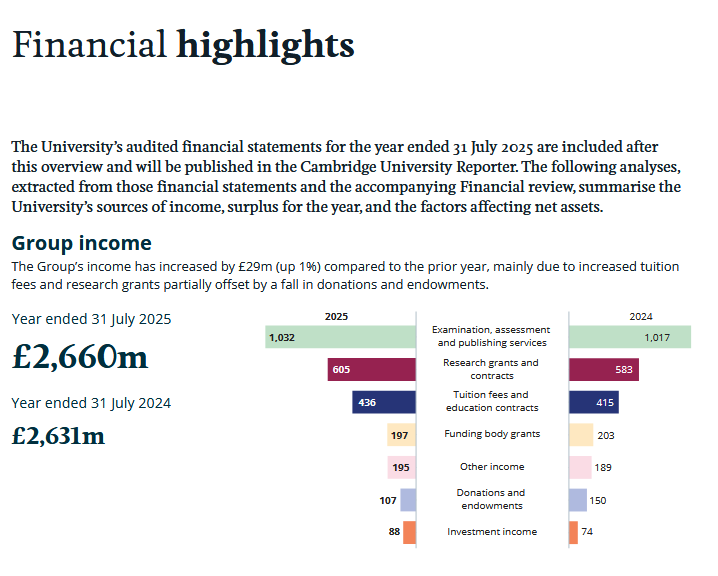 Financial highlights
The University’s audited financial statements for the year ended 31 July 2025 are included after
this overview and will be published in the Cambridge University Reporter. The following analyses,
extracted from those financial statements and the accompanying Financial review, summarise the
University’s sources of income, surplus for the year, and the factors affecting net assets.
Group income
The Group’s income has increased by £29m (up 1%) compared to the prior year, mainly due to increased tuition
fees and research grants partially offset by a fall in donations and endowments.
Year ended 31 July 2025
£2,660m
Year ended 31 July 2024
£2,631m
2025
2024
1,032
Examination, assessment
and publishing services
1,017
605
Research grants and
contracts
583
436
Tuition fees and
education contracts
415
197
Funding body grants
203
195
Other income
189
107
Donations and
endowments
150
88
Investment income
74